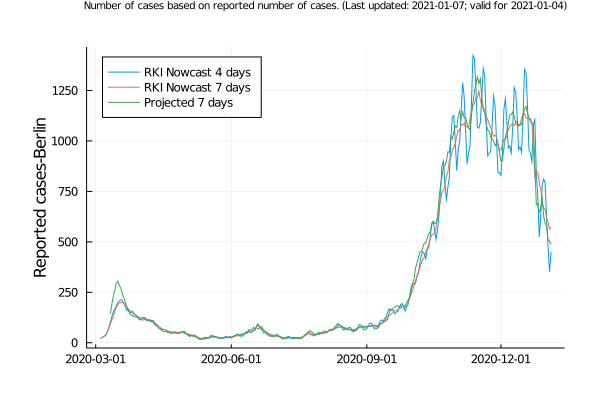 Number of cases based on reported number of cases. (Last updated: 2021-01-07; valid for 2021-01-04)
RKI Nowcast 4 days
RKI Nowcast 7 days
Projected 7 days
Reported cases-Berlin
1250
1000
750
500
250
0
2020-03-01 2020-06-01 2020-09-01 2020-12-01